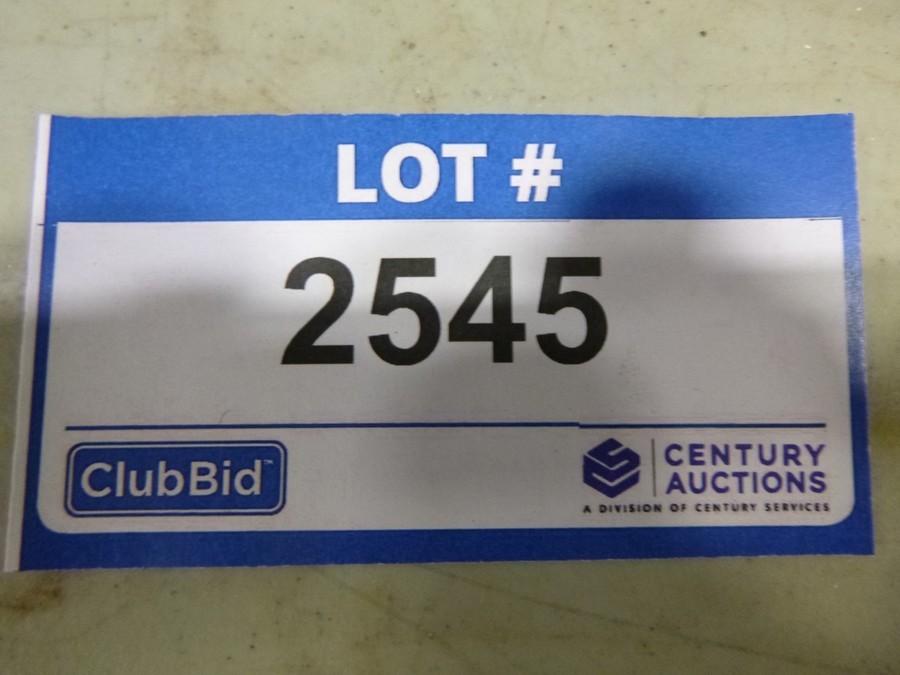 LOT #
2545
ClubBid™
CENTURY
AUCTIONS
A DIVISION OF CENTURY SERVICES